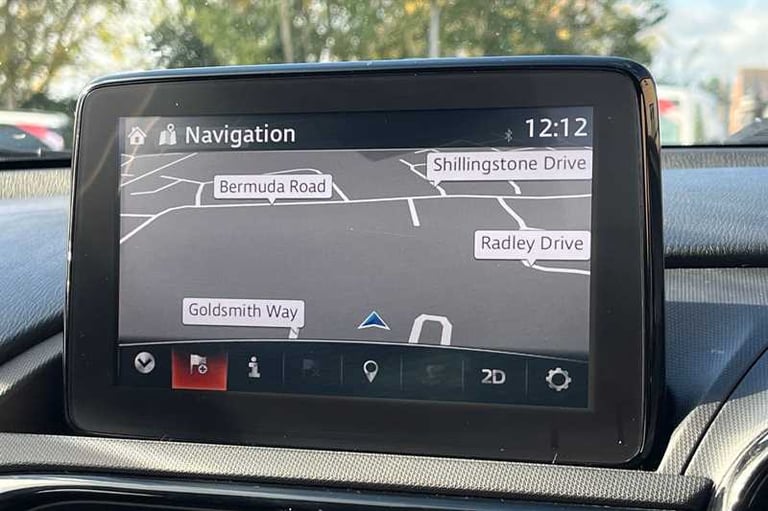 Navigation
12:12
Shillingstone Drive
Bermuda Road
Radley Drive
Goldsmith Way
2D